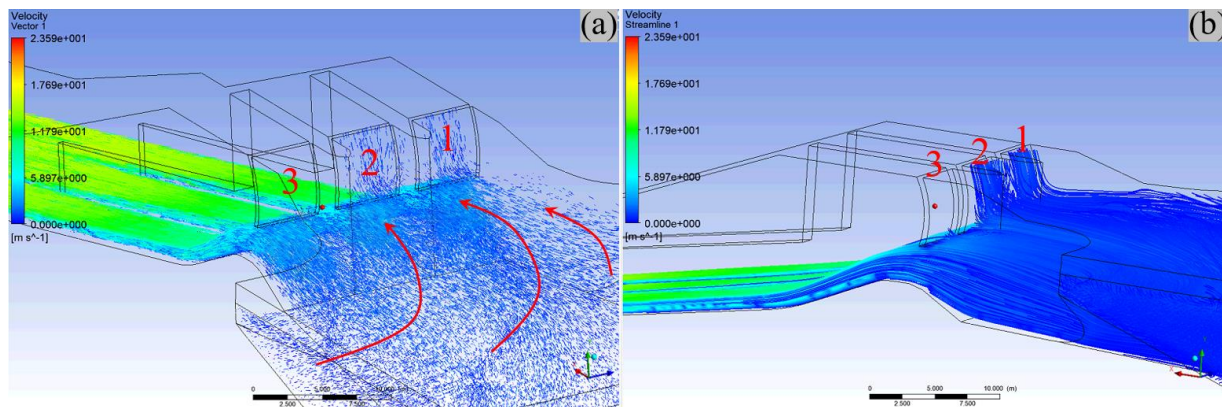 Velocity
Vector 1
(a)
2.359e+001
1.769e+001
1.179e+001
5.897e+000
0.000e+000
[m s^-1]
1
2
3
0
5.000
10.000 (m)
2.500
7.500
Velocity
Streamline 1
(b)
2.359e+001
1.769e+001
1.179e+001
5.897e+000
0.000e+000
[m s^-1]
1
2
3
0
5.000
10.000 (m)
2.500
7.500